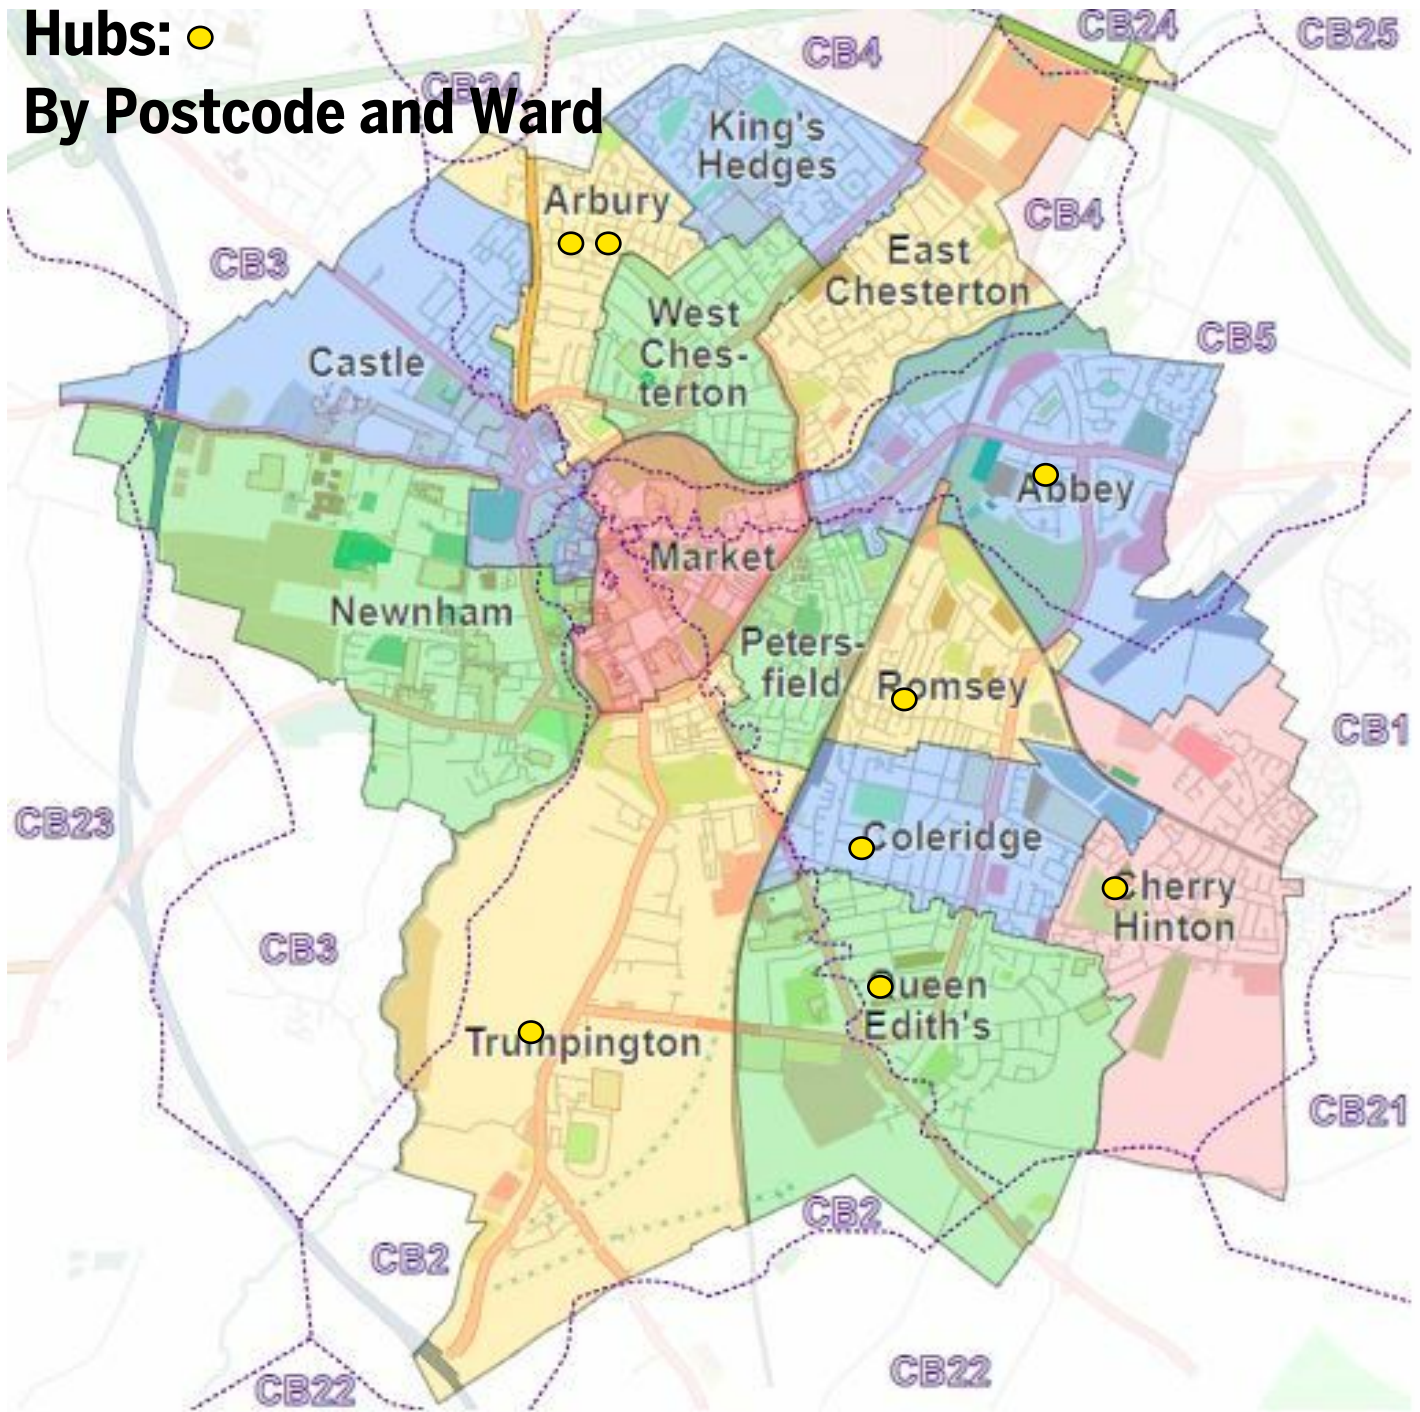 Hubs:
By Postcode and Ward
CB24
CB4
CB24
CB25
King's
Hedges
Arbury
CB4
CB3
East
Chesterton
West
Ches-
terton
CB5
Castle
Abbey
Market
Newnham
Peters-
field
Romsey
CB1
CB23
Coleridge
Cherry
Hinton
CB3
Queen
Edith's
Trumpington
CB21
CB2
CB2
CB22
CB22